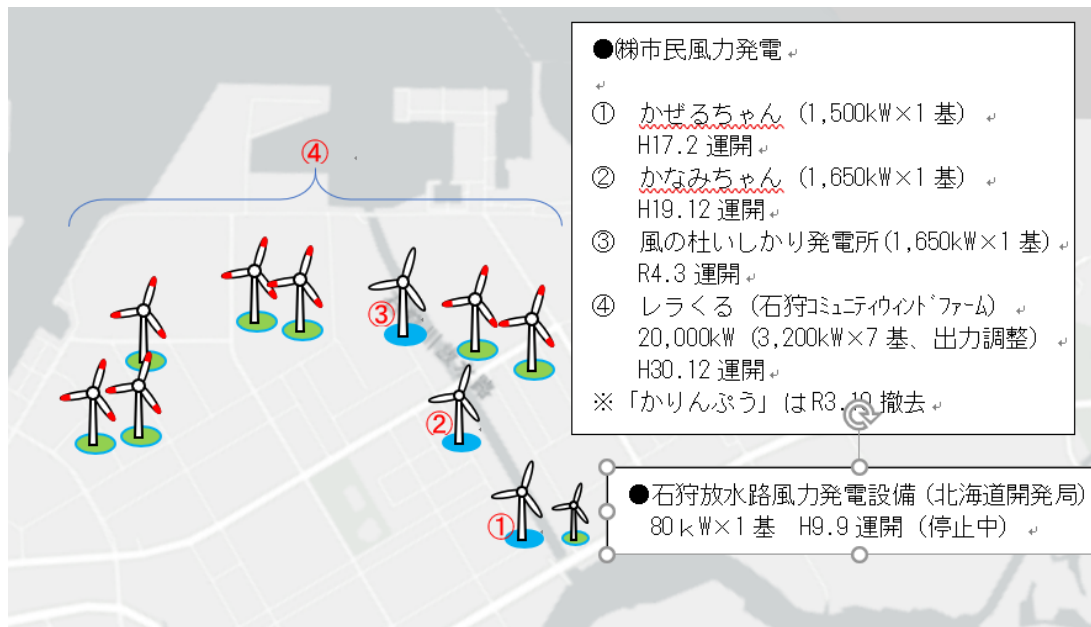 ④
③
②
①
●㈱市民風力発電
① かぜるちゃん（1,500kW×1基）
H17.2 運開
② かなみちゃん（1,650kW×1基）
H19.12 運開
③ 風の杜いしかり発電所(1,650kW×1基)
R4.3 運開
④ レラくる（石狩ｺﾐｭﾆﾃｨｳｨﾝﾄﾞﾌｧｰﾑ）
20,000kW（3,200kW×7基、出力調整）
H30.12 運開
※「かりんぷう」はR3.10撤去
●石狩放水路風力発電設備（北海道開発局）
80ｋW×1基 H9.9運開（停止中）